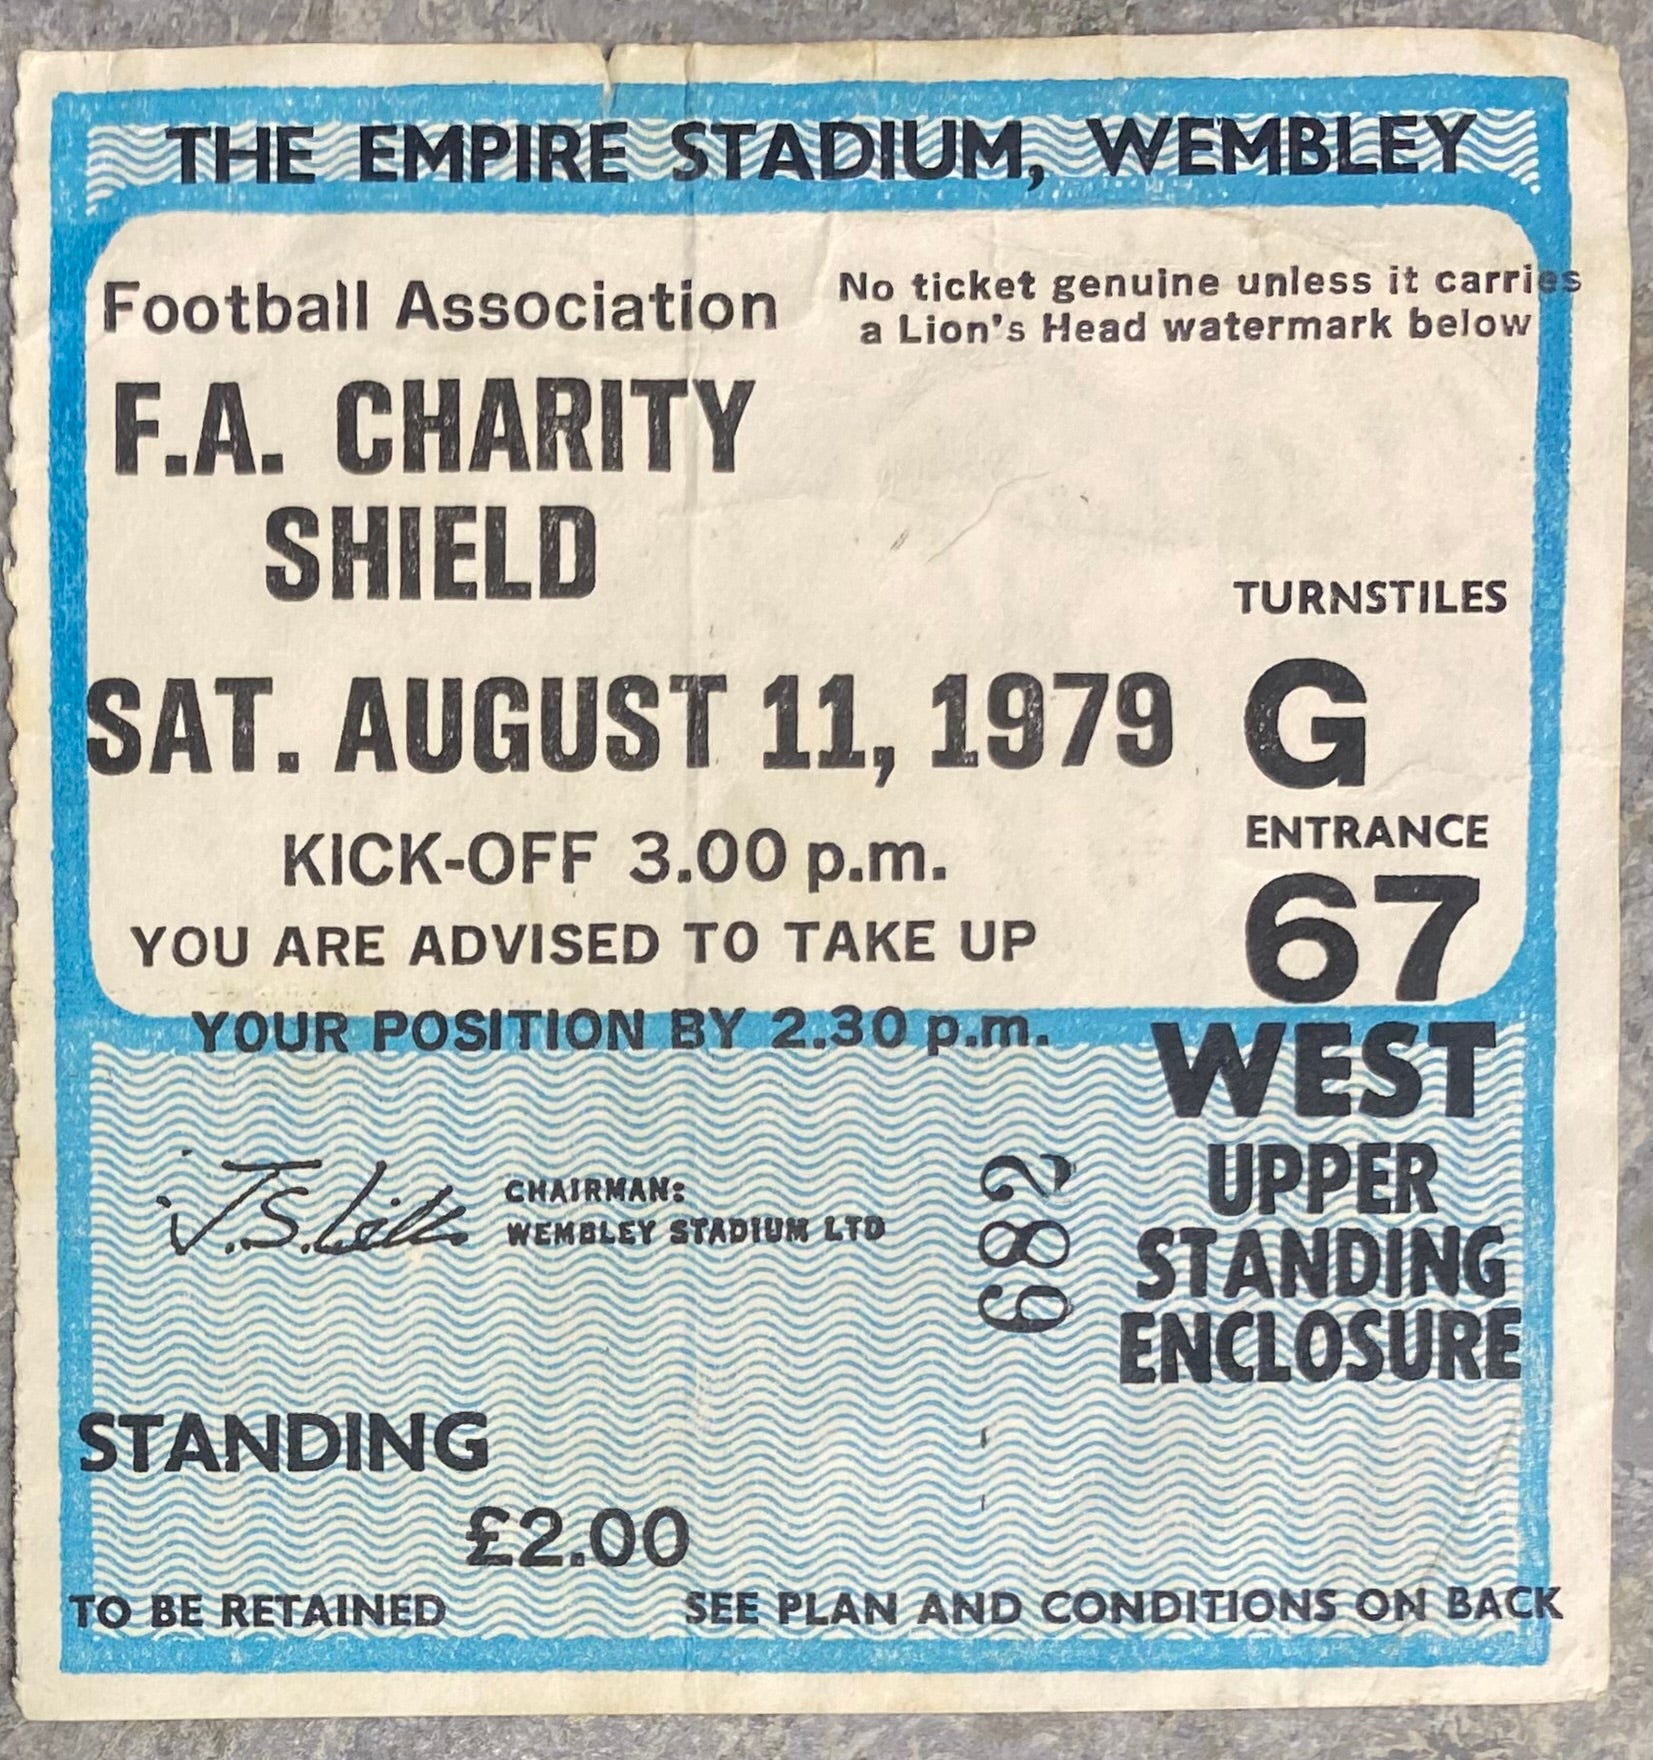 THE EMPIRE STADIUM, WEMBLEY
Football Association
No ticket genuine unless it carries
a Lion's Head watermark below
F.A. CHARITY
SHIELD
SAT. AUGUST 11, 1979
KICK-OFF 3.00 p.m.
YOU ARE ADVISED TO TAKE UP
YOUR POSITION BY 2.30 p.m.
TURNSTILES
G
ENTRANCE
67
WEST
UPPER
STANDING
ENCLOSURE
CHAIRMAN:
WEMBLEY STADIUM LTD
682
STANDING
£2.00
TO BE RETAINED
SEE PLAN AND CONDITIONS ON BACK